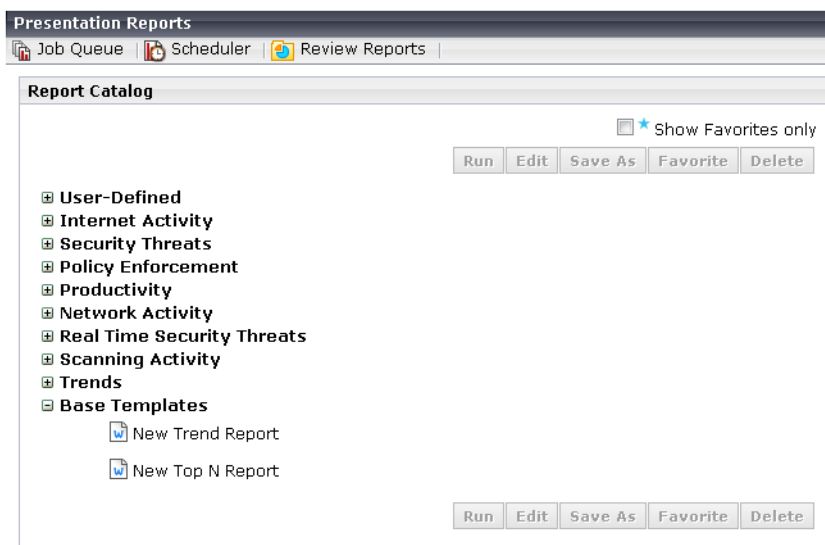 Presentation Reports
Job Queue | Scheduler | Review Reports |
Report Catalog
Show Favorites only
Run Edit Save As Favorite Delete
User-Defined
Internet Activity
Security Threats
Policy Enforcement
Productivity
Network Activity
Real Time Security Threats
Scanning Activity
Trends
Base Templates
New Trend Report
New Top N Report
Run Edit Save As Favorite Delete